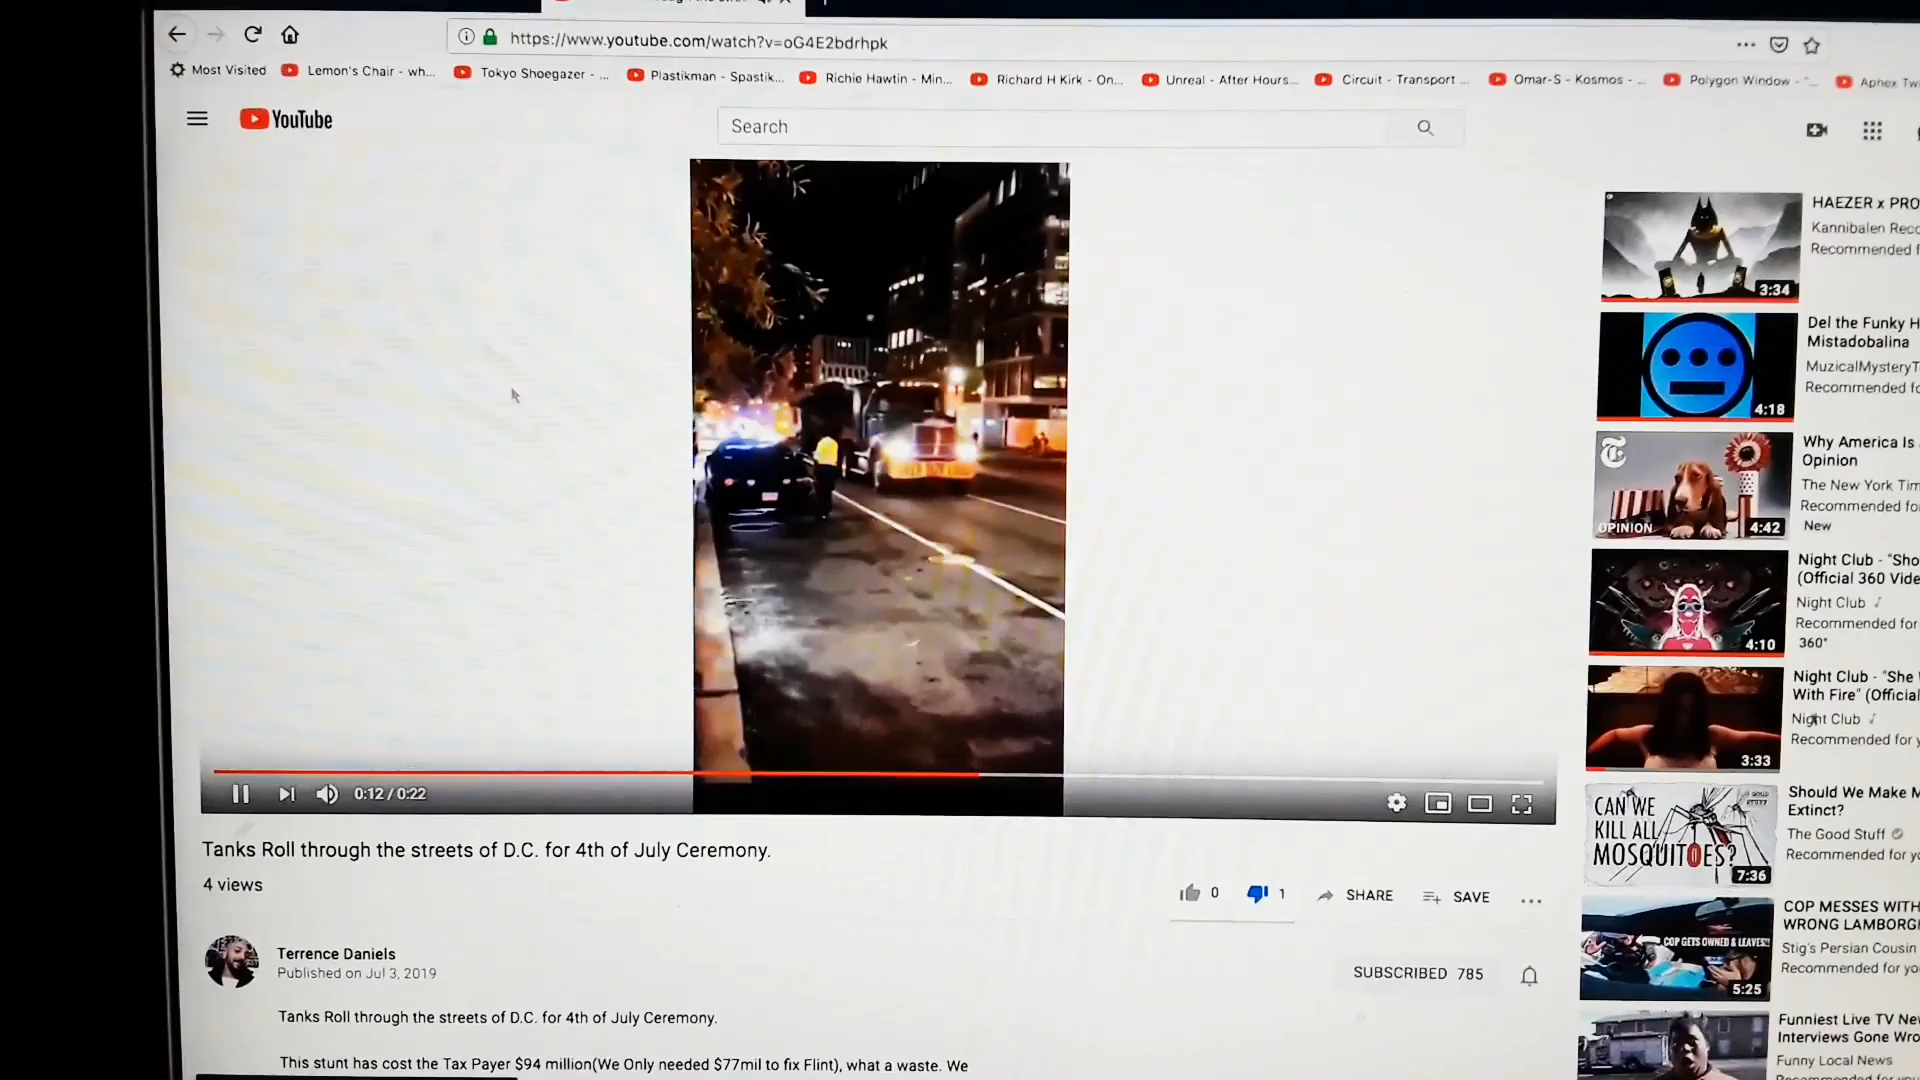 https://www.youtube.com/watch?v=oG4E2bdrhpk
Most Visited
Lemon's Chair - wh...
Tokyo Shoegazer - ...
Plastikman - Spastik...
Richie Hawtin - Min...
Richard H Kirk - On...
Unreal - After Hours...
Circuit - Transport ...
Omar-S - Kosmos - ...
Polygon Window - "...
Aphex Tw
YouTube
Search
0:12 / 0:22
Tanks Roll through the streets of D.C. for 4th of July Ceremony.
4 views
0
1
SHARE
SAVE
Terrence Daniels
Published on Jul 3, 2019
SUBSCRIBED 785
Tanks Roll through the streets of D.C. for 4th of July Ceremony.
This stunt has cost the Tax Payer $94 million(We Only needed $77mil to fix Flint), what a waste. We
3:34
HAEZER x PRO
Kannibalen Reco
Recommended f
4:18
Del the Funky H
Mistadobalina
MuzicalMysteryT
Recommended fo
OPINION
4:42
Why America Is
Opinion
The New York Tim
Recommended fo
New
4:10
Night Club - "Sho
(Official 360 Vide
Night Club
Recommended for
360°
3:33
Night Club - "She
With Fire" (Official
Night Club
Recommended for y
CAN WE
KILL ALL
MOSQUITOES?
GOOD
STUFF
7:36
Should We Make M
Extinct?
The Good Stuff
Recommended for yo
COP GETS OWNED & LEAVES!!
5:25
COP MESSES WITH
WRONG LAMBORG
Stig's Persian Cousin
Recommended for yo
Funniest Live TV Ne
Interviews Gone Wro
Funny Local News